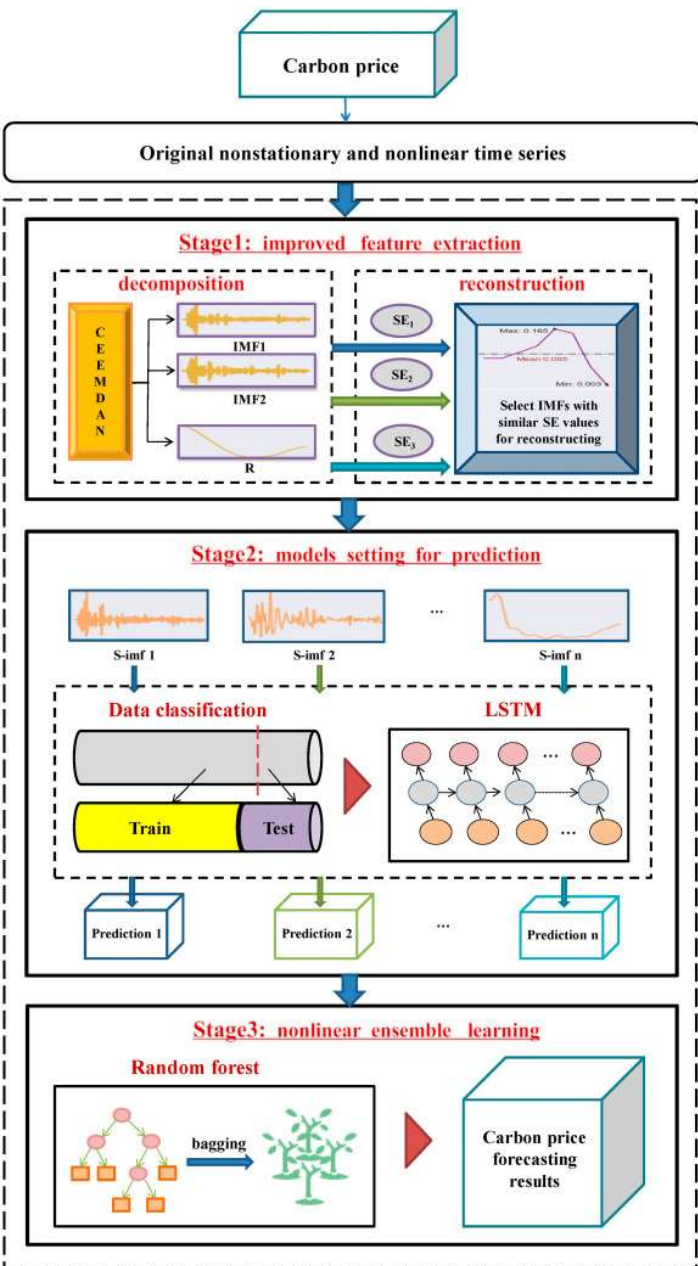 Carbon price
Original nonstationary and nonlinear time series
Stage1: improved feature extraction
decomposition
reconstruction
C
E
E
M
D
A
N
IMF1
IMF2
R
SE1
SE2
SE3
Max: 0.165
Mean:0.065
Min: 0.003
Select IMFs with
similar SE values
for reconstructing
Stage2: models setting for prediction
...
S-imf 1
S-imf 2
S-imf n
Data classification
LSTM
Train
Test
...
...
Prediction 1
Prediction 2
...
Prediction n
Stage3: nonlinear ensemble learning
Random forest
bagging
Carbon price
forecasting
results